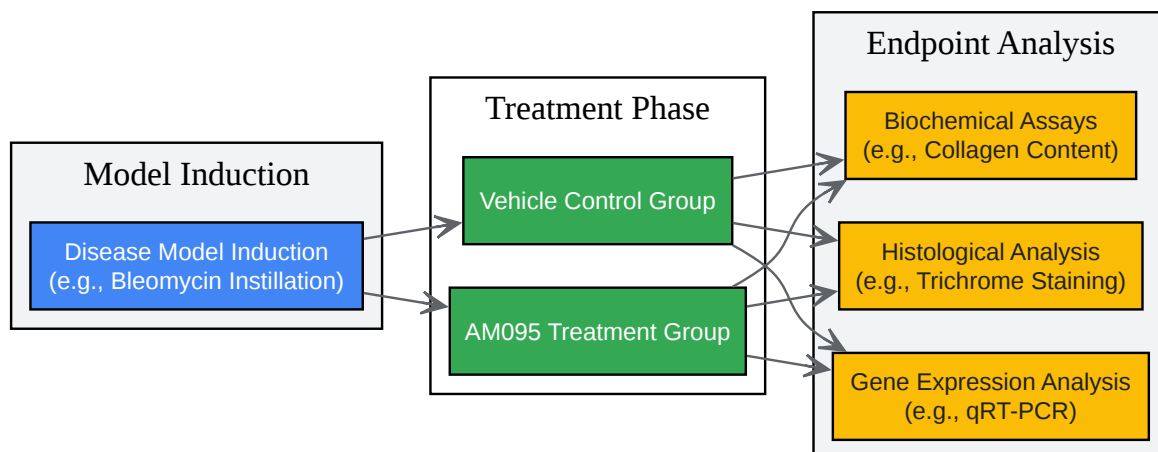 Model Induction
Disease Model Induction
(e.g., Bleomycin Instillation)
Treatment Phase
Vehicle Control Group
AM095 Treatment Group
Endpoint Analysis
Biochemical Assays
(e.g., Collagen Content)
Histological Analysis
(e.g., Trichrome Staining)
Gene Expression Analysis
(e.g., qRT-PCR)